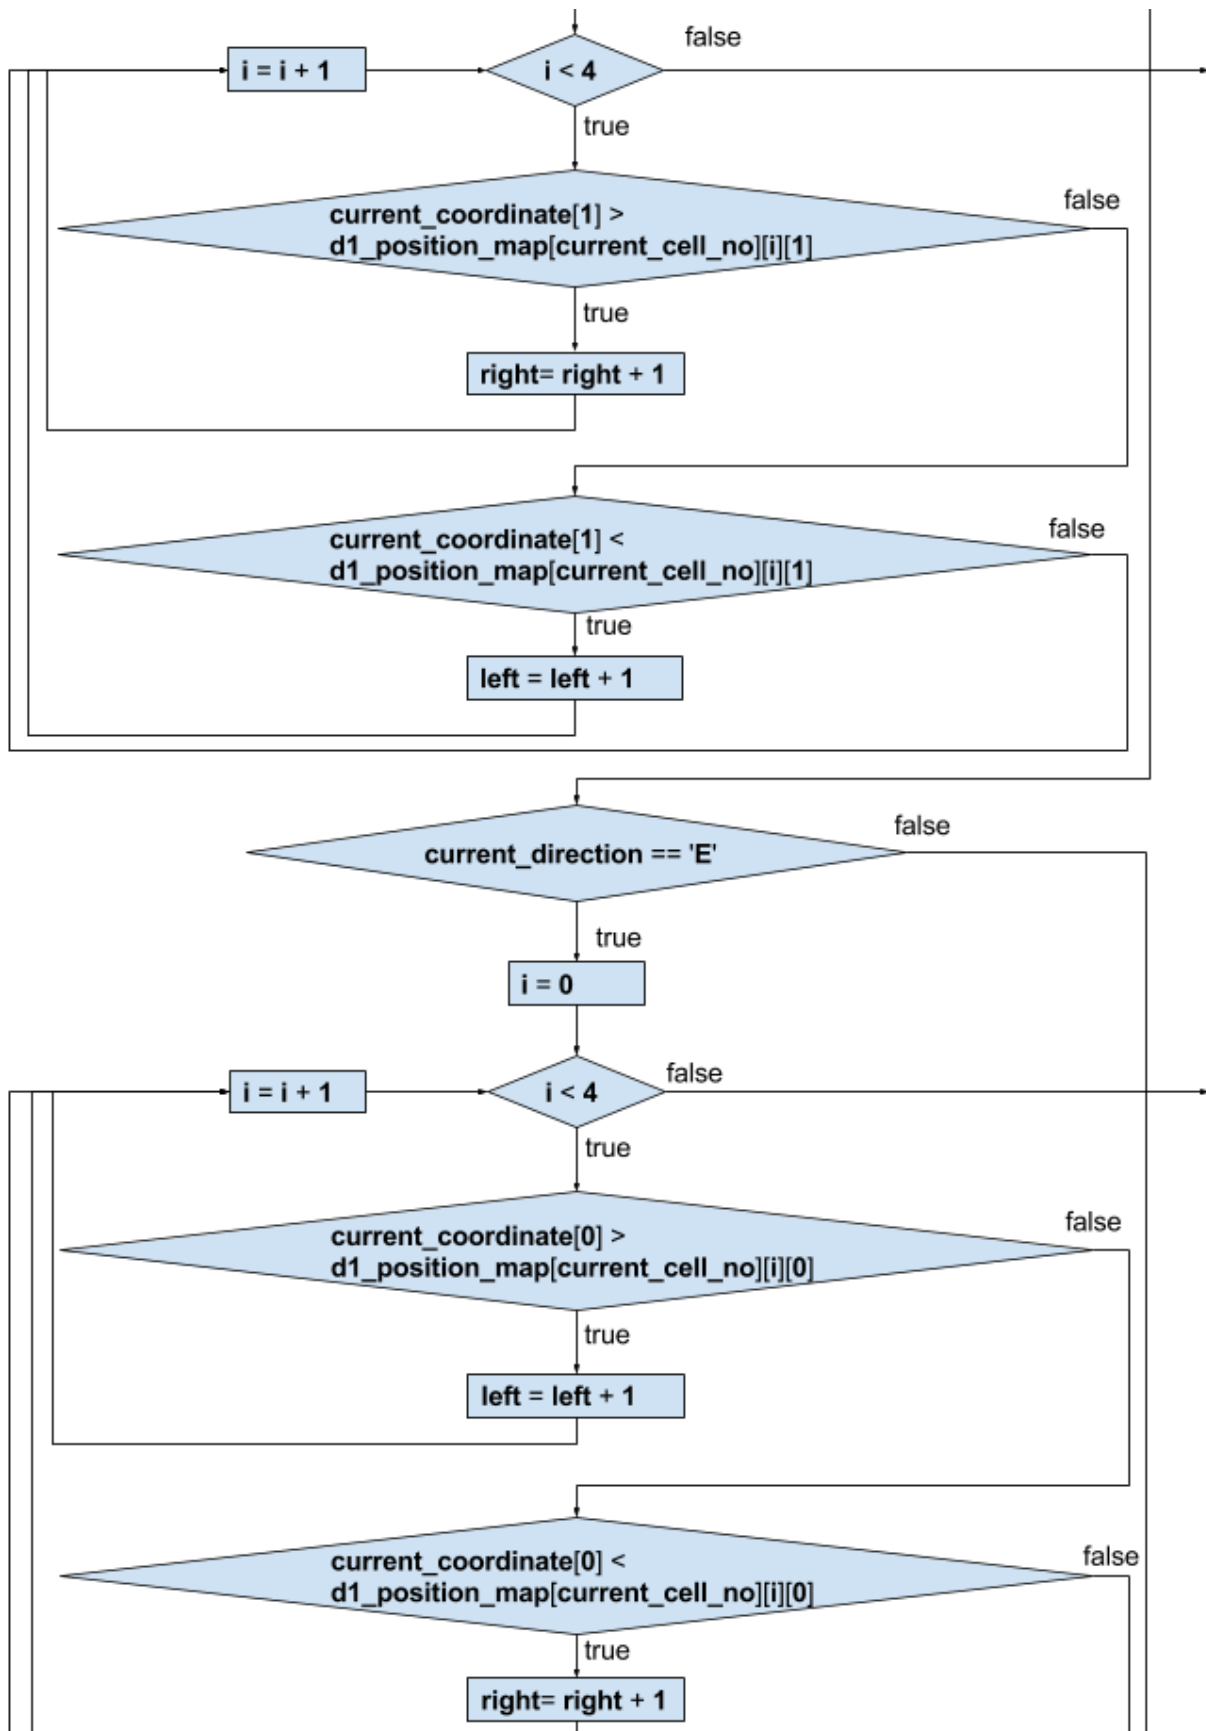 false
i = i + 1
i < 4
true
false
current_coordinate[1] >
d1_position_map[current_cell_no][i][1]
true
right= right + 1
false
current_coordinate[1] <
d1_position_map[current_cell_no][i][1]
true
left = left + 1
false
current_direction == 'E'
true
i = 0
false
i = i + 1
i < 4
true
false
current_coordinate[0] >
d1_position_map[current_cell_no][i][0]
true
left = left + 1
false
current_coordinate[0] <
d1_position_map[current_cell_no][i][0]
true
right= right + 1